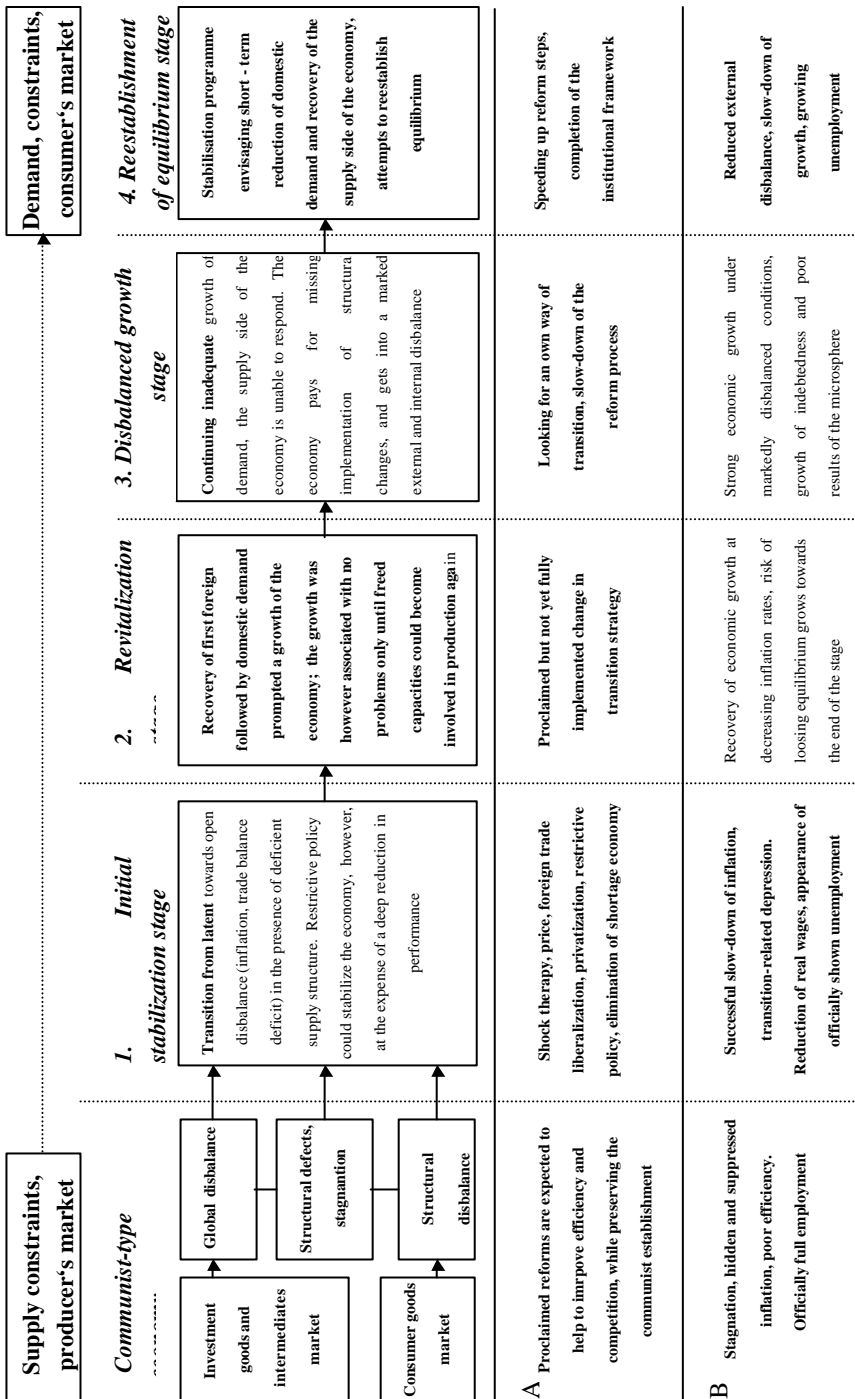 Supply constraints,
producer‘s market
Demand, constraints,
consumer‘s market
Communist-type
1. Initial
stabilization stage
2. Revitalization
3. Disbalanced growth
stage
4. Reestablishment
of equilibrium stage
Investment
goods and
intermediates
market
Consumer goods
market
Global disbalance
Structural defects,
stagnantion
Structural
disbalance
Transition from latent towards open
disbalance (inflation, trade balance
deficit) in the presence of deficient
supply structure. Restrictive policy
could stabilize the economy, however,
at the expense of a deep reduction in
performance
Recovery of first foreign
followed by domestic demand
prompted a growth of the
economy; the growth was
however associated with no
problems only until freed
capacities could become
involved in production again
Continuing inadequate growth of
demand, the supply side of the
economy is unable to respond. The
economy pays for missing
implementation of structura
changes, and gets into a marked
external and internal disbalance
Stabilisation programme
envisaging short - term
reduction of domestic
demand and recovery of the
supply side of the economy,
attempts to reestablish
equilibrium
A
Proclaimed reforms are expected to
help to imrpove efficiency and
competition, while preserving the
communist establishment
Shock therapy, price, foreign trade
liberalization, privatization, restrictive
policy, elimination of shortage economy
Proclaimed but not yet fully
implemented change in
transition strategy
Looking for an own way of
transition, slow-down of the
reform process
Speeding up reform steps,
completion of the
institutional framework
B
Stagnation, hidden and suppressed
inflation, poor efficiency.
Officially full employment
Successful slow-down of inflation,
transition-related depression.
Reduction of real wages, appearance of
officially shown unemployment
Recovery of economic growth at
decreasing inflation rates, risk of
loosing equilibrium grows towards
the end of the stage
Strong economic growth under
markedly disbalanced conditions,
growth of indebtedness and poor
results of the microsphere
Reduced external
disbalance, slow-down of
growth, growing
unemployment